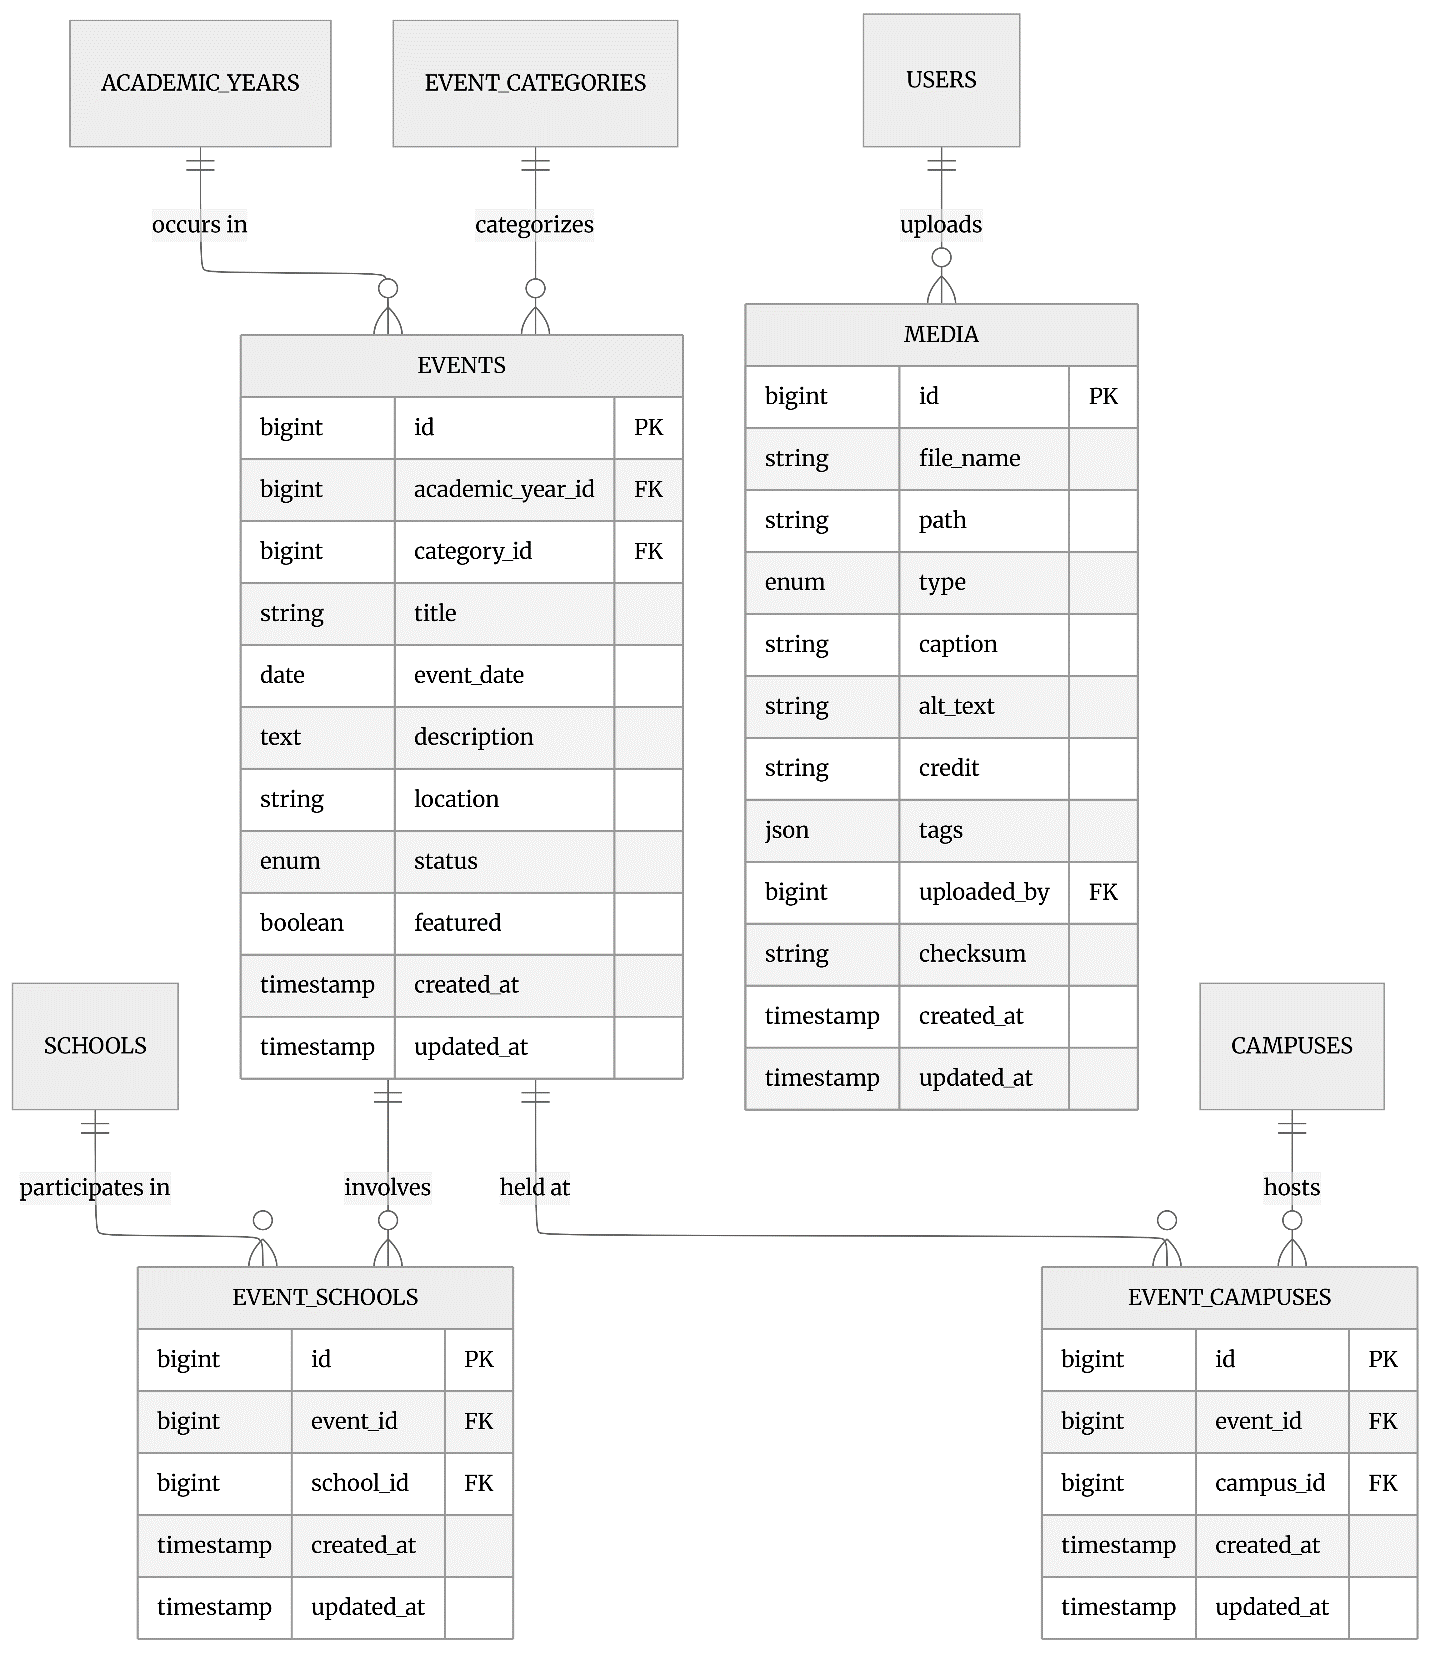 ACADEMIC_YEARS
EVENT_CATEGORIES
USERS
occurs in
categorizes
uploads
EVENTS
bigint id PK
bigint academic_year_id FK
bigint category_id FK
string title
date event_date
text description
string location
enum status
boolean featured
timestamp created_at
timestamp updated_at
MEDIA
bigint id PK
string file_name
string path
enum type
string caption
string alt_text
string credit
json tags
bigint uploaded_by FK
string checksum
timestamp created_at
timestamp updated_at
SCHOOLS
CAMPUSES
participates in
involves
held at
hosts
EVENT_SCHOOLS
bigint id PK
bigint event_id FK
bigint school_id FK
timestamp created_at
timestamp updated_at
EVENT_CAMPUSES
bigint id PK
bigint event_id FK
bigint campus_id FK
timestamp created_at
timestamp updated_at